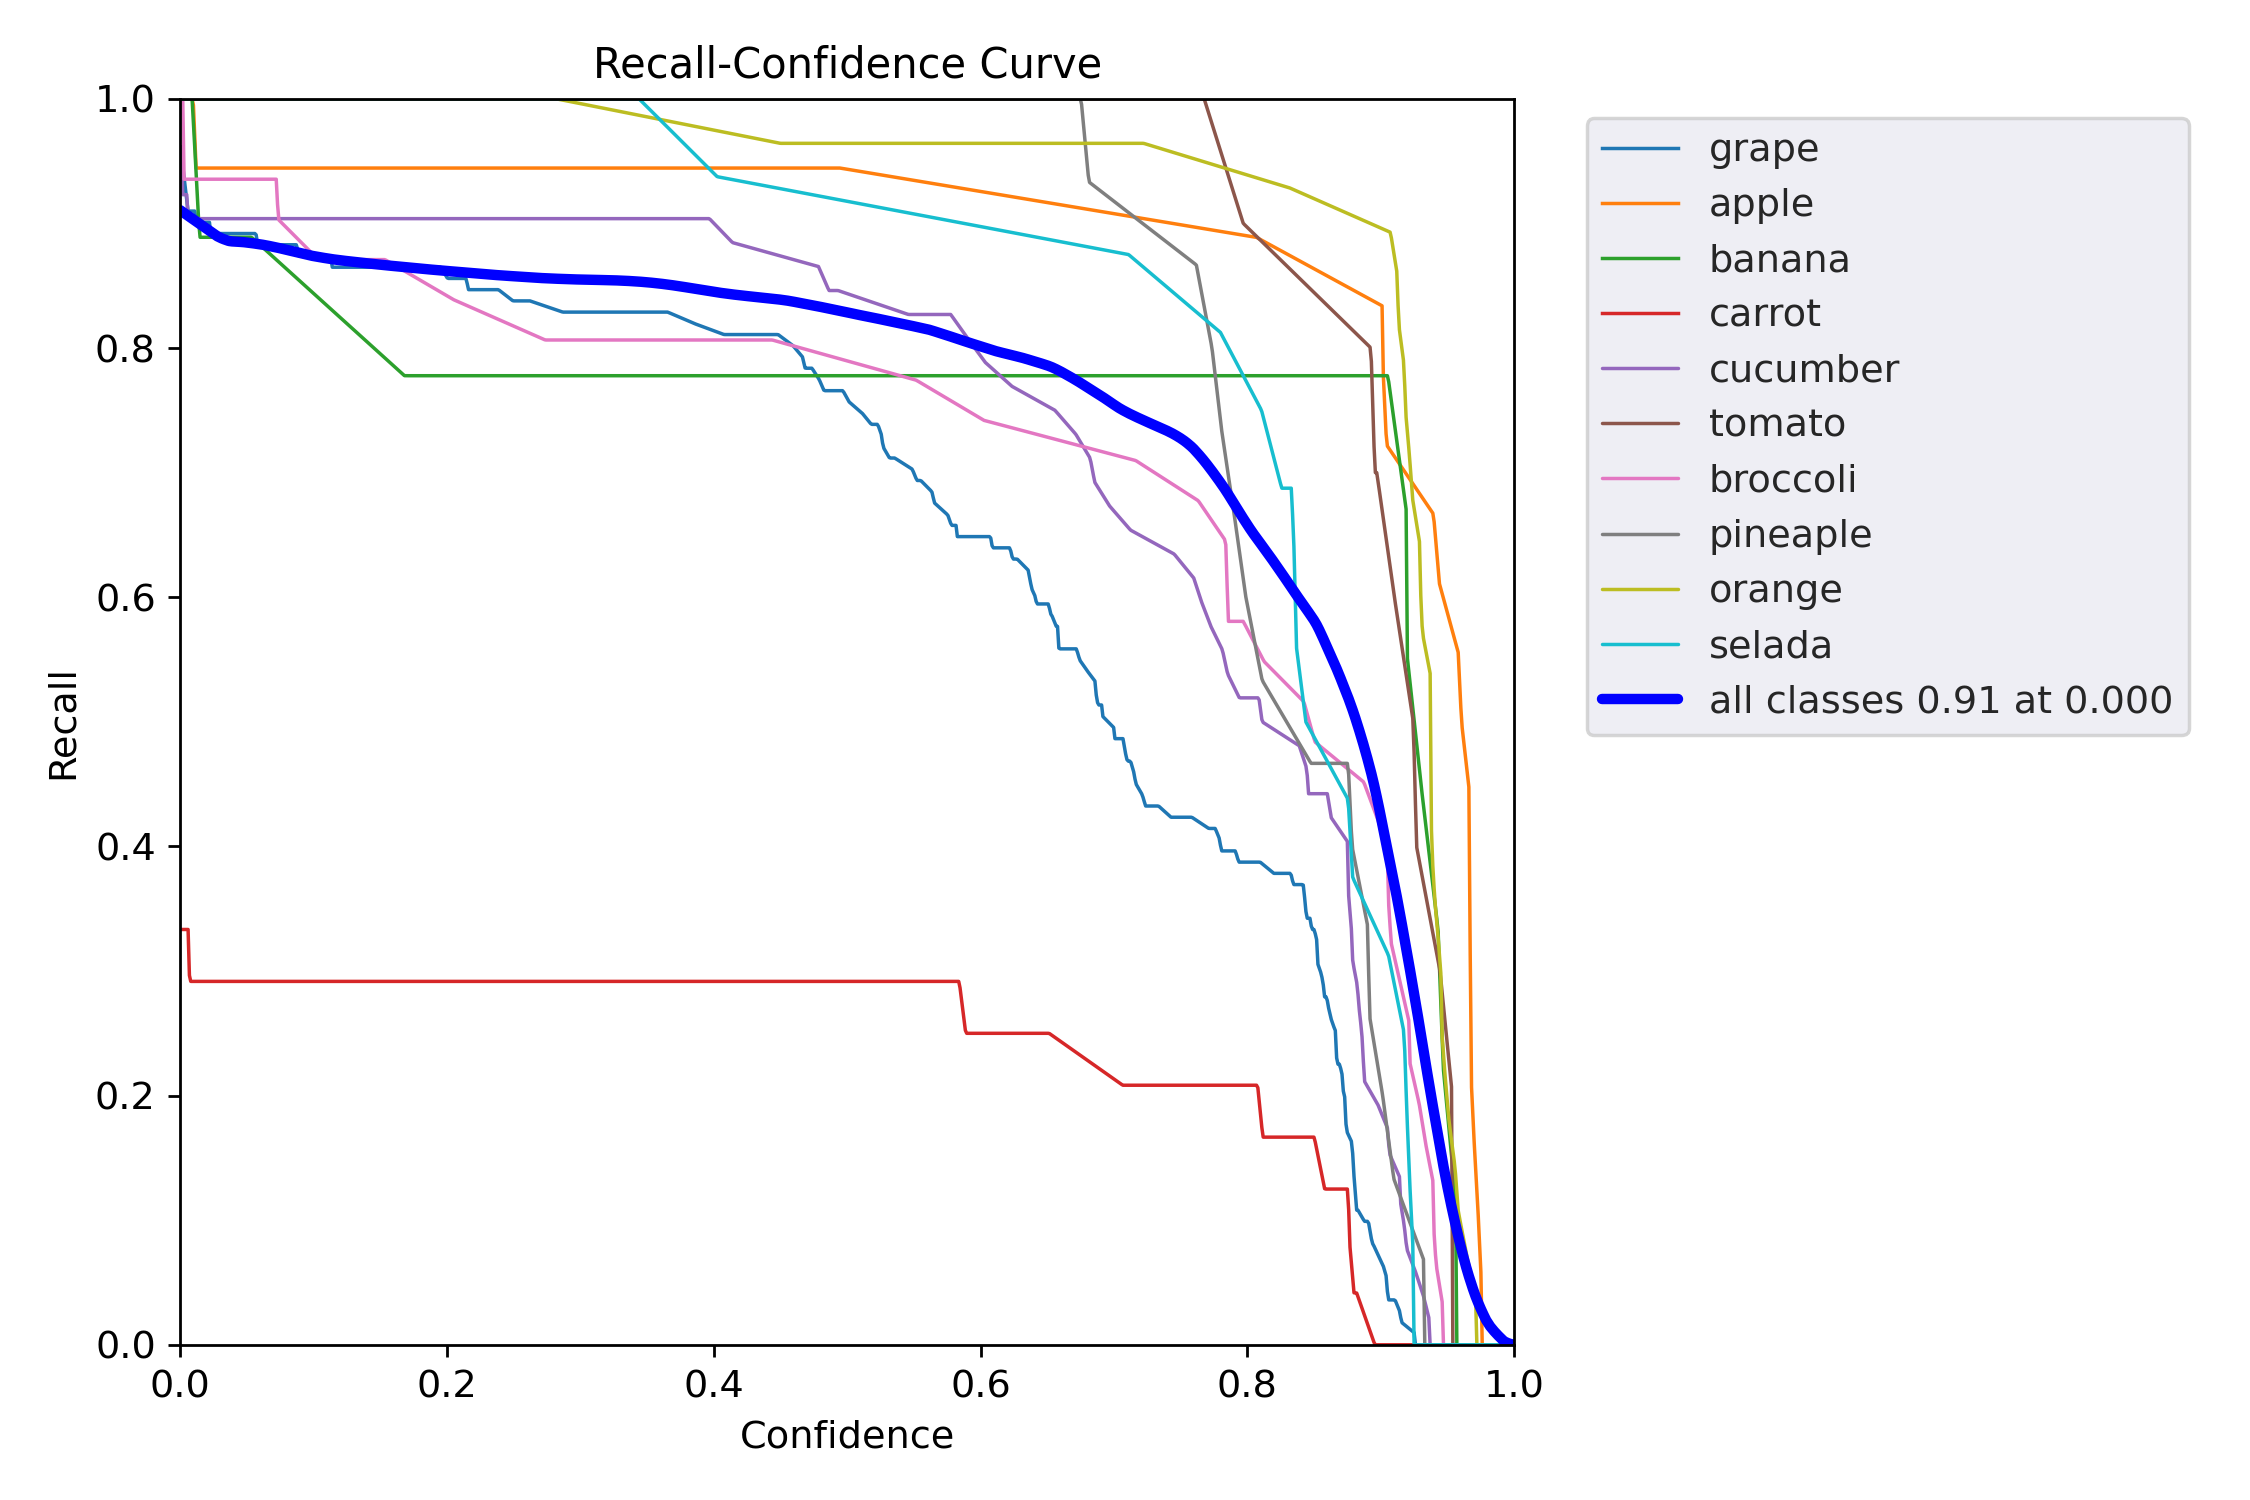 Recall-Confidence Curve
1.0
0.8
0.6
0.4
0.2
0.0
Recall
0.0 0.2 0.4 0.6 0.8 1.0
Confidence
grape
apple
banana
carrot
cucumber
tomato
broccoli
pineaple
orange
selada
all classes 0.91 at 0.000